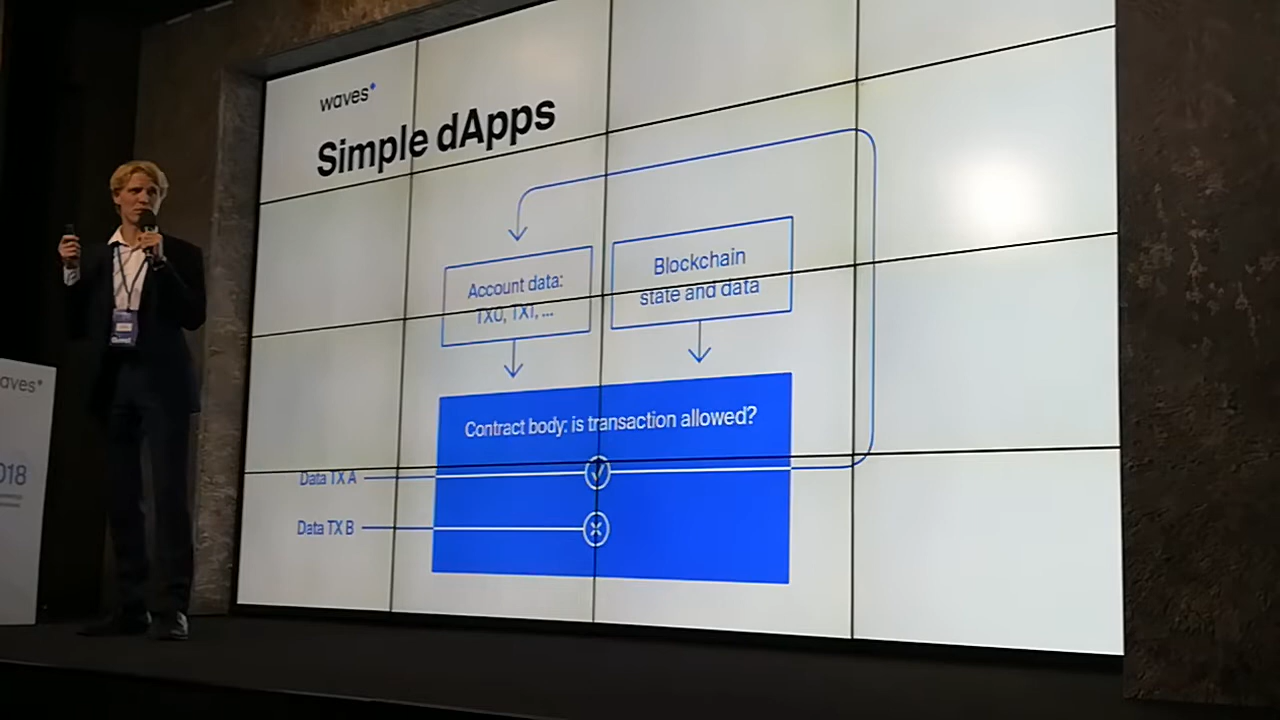 waves
Simple dApps
Account data:
TX0, TX1, ...
Blockchain
state and data
Contract body: is transaction allowed?
Data TX A
Data TX B
aves
018
Guest